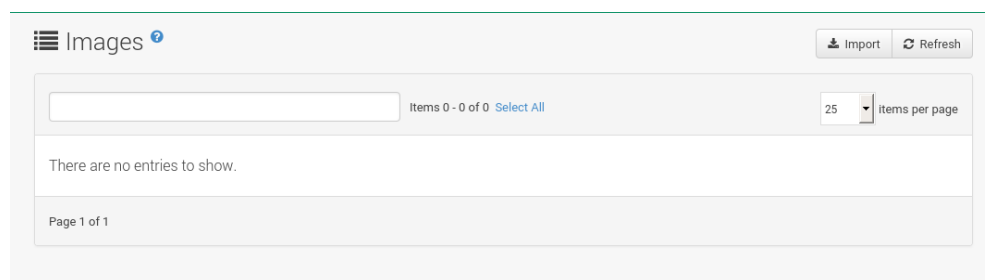 Images ?
Import Refresh
Items 0 - 0 of 0 Select All 25 items per page
There are no entries to show.
Page 1 of 1